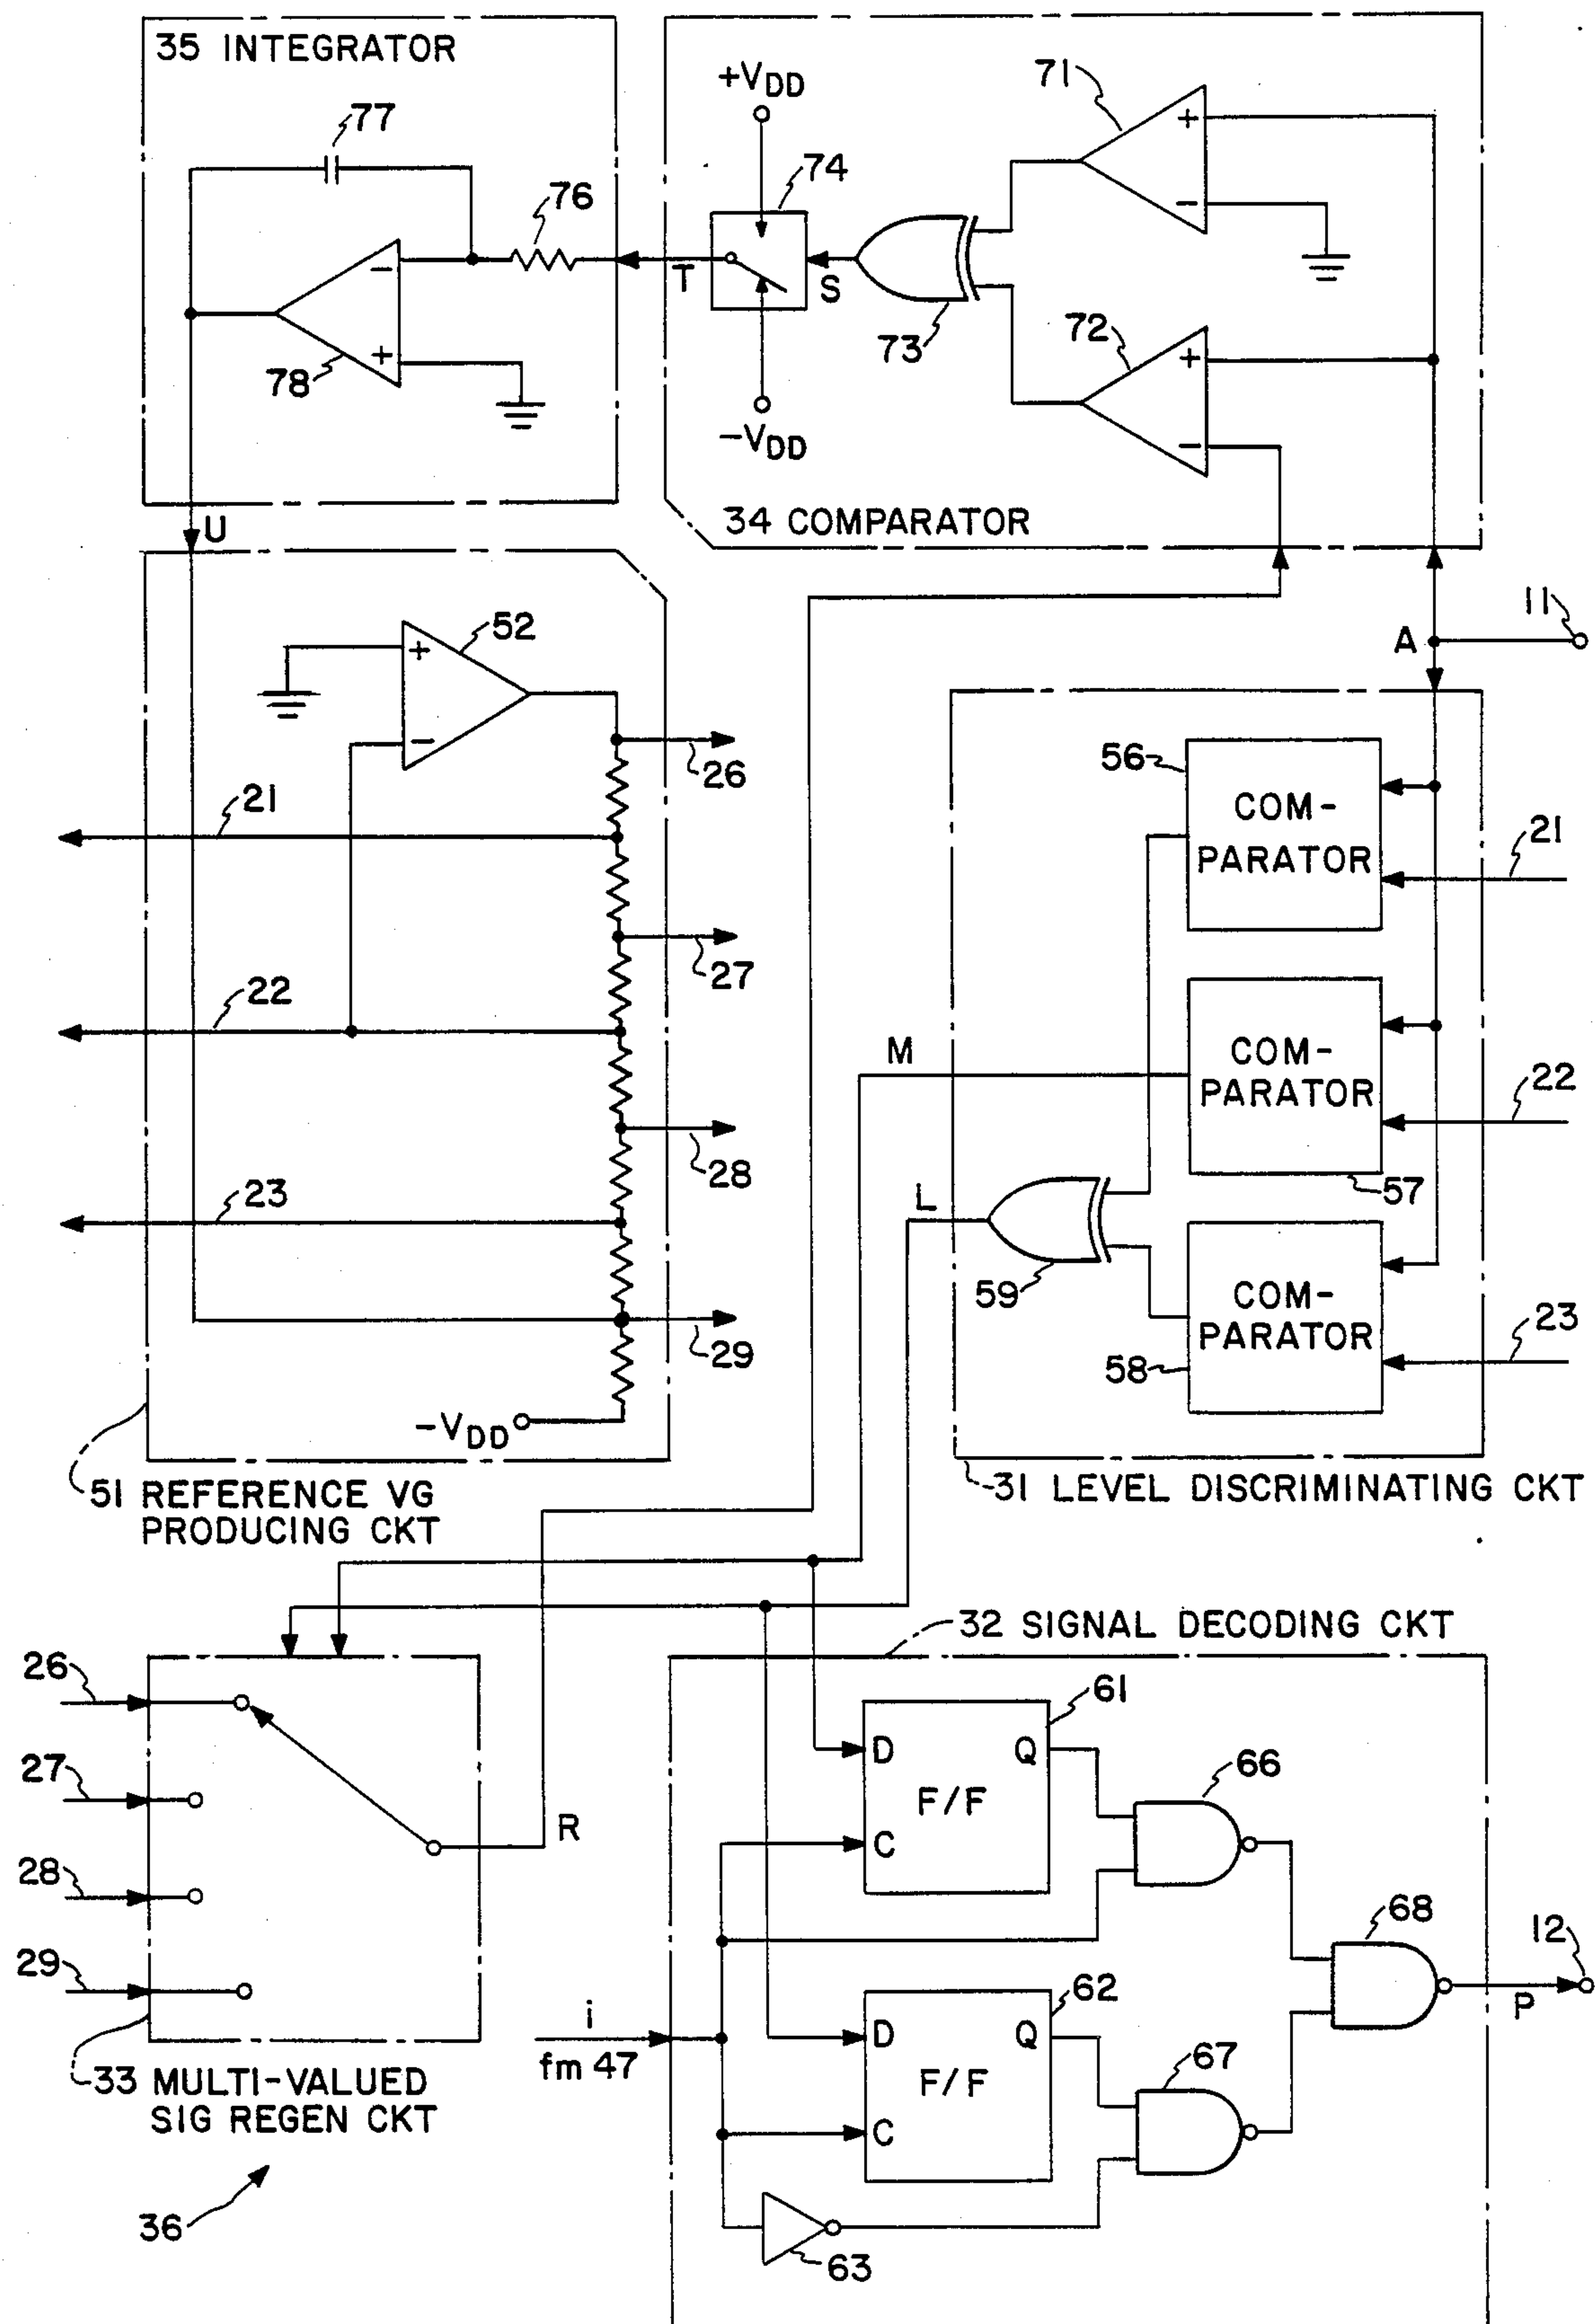 35 INTEGRATOR
77
76
78
+VDD
74
T
S
-VDD
73
71
+
-
72
+
-
-
+
34 COMPARATOR
U
52
+
-
26
21
27
22
28
23
29
-VDD
51 REFERENCE VG
PRODUCING CKT
A
11
56
COM-
PARATOR
21
M
COM-
PARATOR
22
57
L
59
COM-
PARATOR
58
23
31 LEVEL DISCRIMINATING CKT
32 SIGNAL DECODING CKT
26
27
28
29
R
33 MULTI-VALUED
SIG REGEN CKT
36
61
D
Q
F/F
C
66
68
12
P
i
fm 47
62
D
Q
F/F
C
67
63